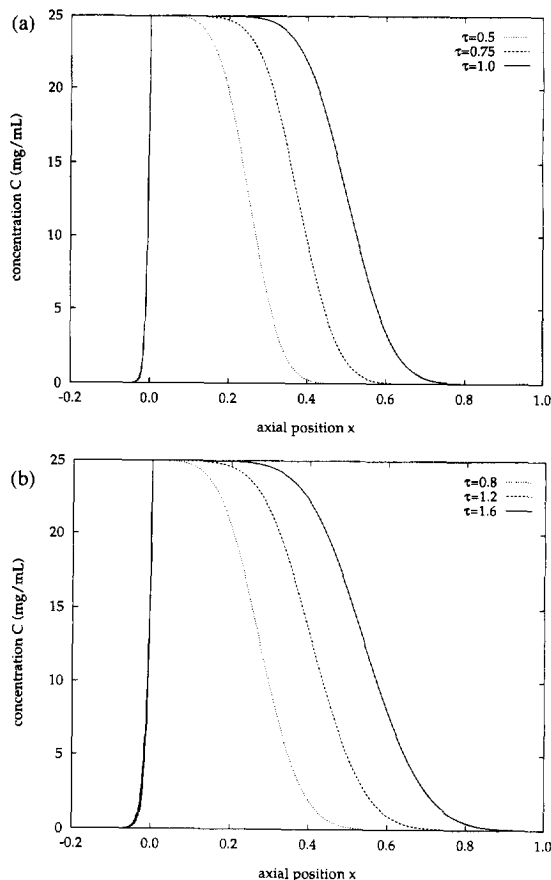 (a)
25
20
15
10
5
0
concentration C (mg/mL)
τ=0.5
τ=0.75
τ=1.0
-0.2
0.0
0.2
0.4
0.6
0.8
1.0
axial position x
(b)
25
20
15
10
5
0
concentration C (mg/mL)
τ=0.8
τ=1.2
τ=1.6
-0.2
0.0
0.2
0.4
0.6
0.8
1.0
axial position x